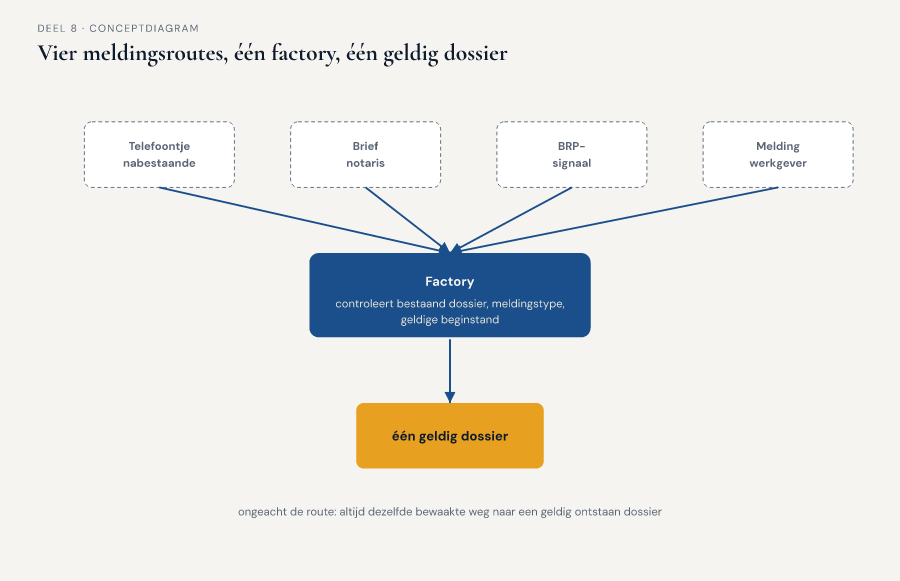 DEEL 8 · CONCEPTDIAGRAM
Vier meldingsroutes, één factory, één geldig dossier
Telefoontje
nabestaande
Brief
notaris
BRP-
signaal
Melding
werkgever
Factory
controleert bestaand dossier, meldingstype,
geldige beginstand
één geldig dossier
ongeacht de route: altijd dezelfde bewaakte weg naar een geldig ontstaan dossier